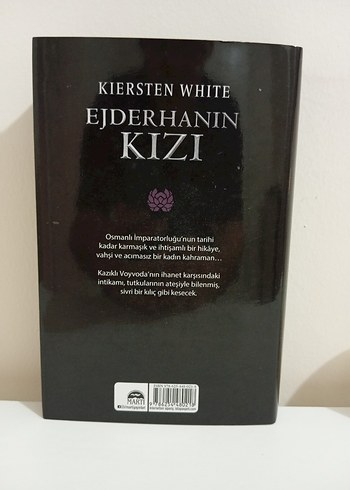 KIERSTEN WHITE
EJDERHANIN
KIZI
Osmanlı İmparatorluğu'nun tarihi
kadar karmaşık ve ihtişamlı bir hikâye,
vahşi ve acımasız bir kadın kahraman...
Kazıklı Voyvoda'nın ihanet karşısındaki
intikamı, tutkularının ateşiyle bilenmiş,
sivri bir kılıç gibi kesecek.
MARTI